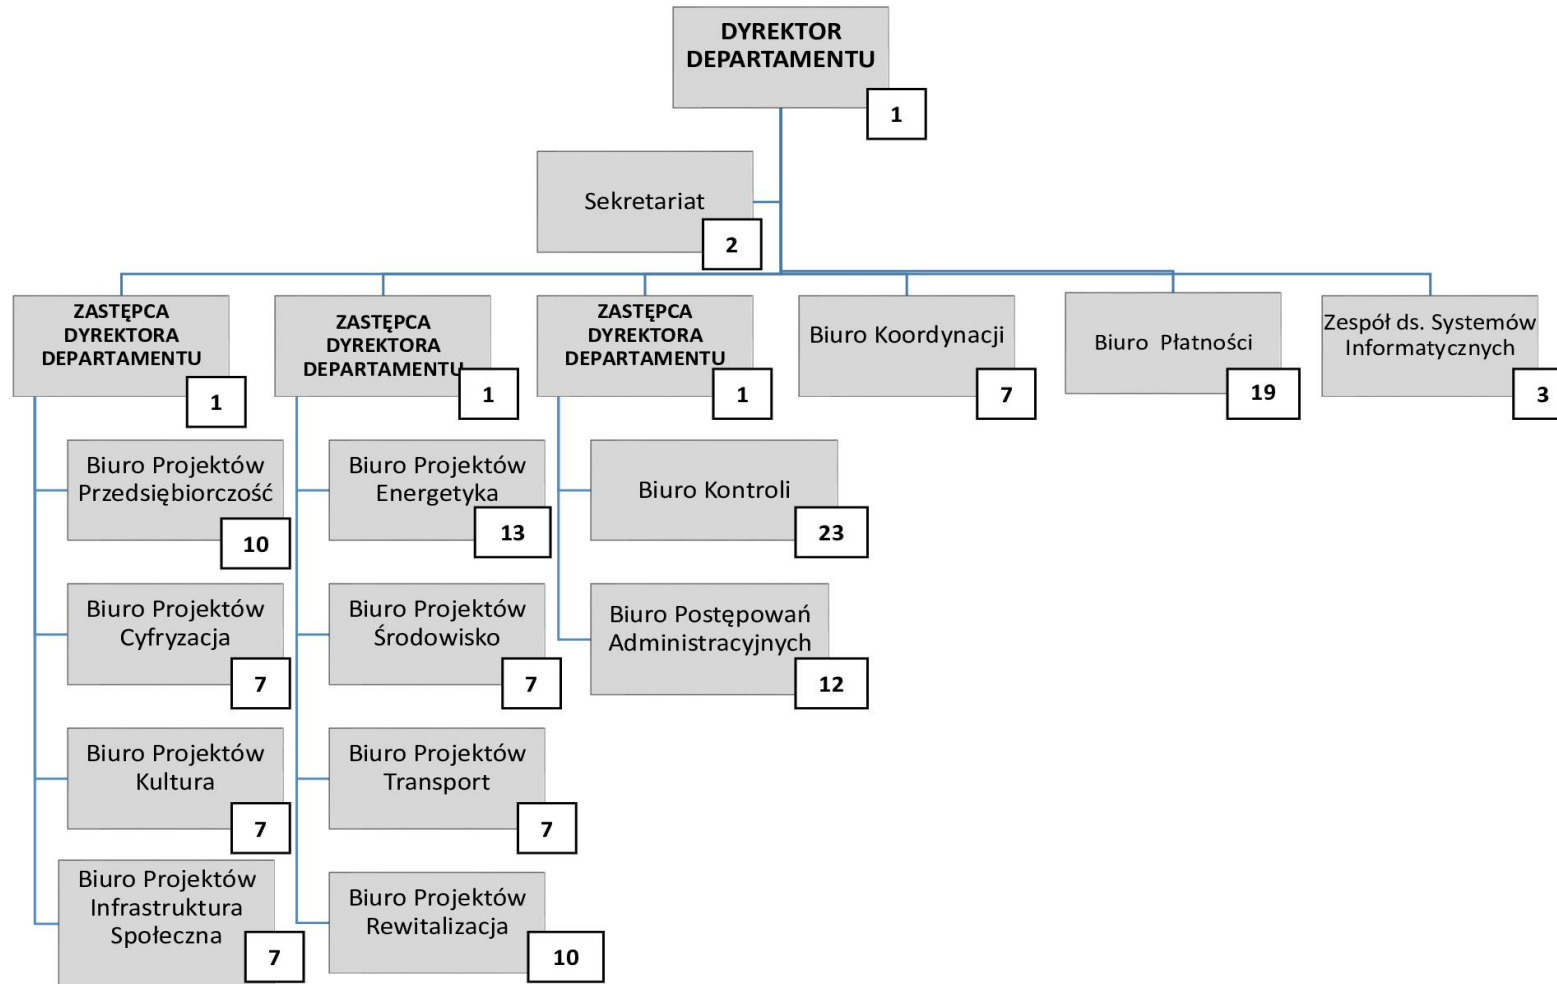 DYREKTOR
DEPARTAMENTU
1
Sekretariat
2
ZASTĘPCA
DYREKTORA
DEPARTAMENTU
1
ZASTĘPCA
DYREKTORA
DEPARTAMENTU
1
ZASTĘPCA
DYREKTORA
DEPARTAMENTU
1
Biuro Koordynacji
7
Biuro Płatności
19
Zespół ds. Systemów
Informatycznych
3
Biuro Projektów
Przedsiębiorczość
10
Biuro Projektów
Cyfryzacja
7
Biuro Projektów
Kultura
7
Biuro Projektów
Infrastruktura
Społeczna
7
Biuro Projektów
Energetyka
13
Biuro Projektów
Środowisko
7
Biuro Projektów
Transport
7
Biuro Projektów
Rewitalizacja
10
Biuro Kontroli
23
Biuro Postępowań
Administracyjnych
12